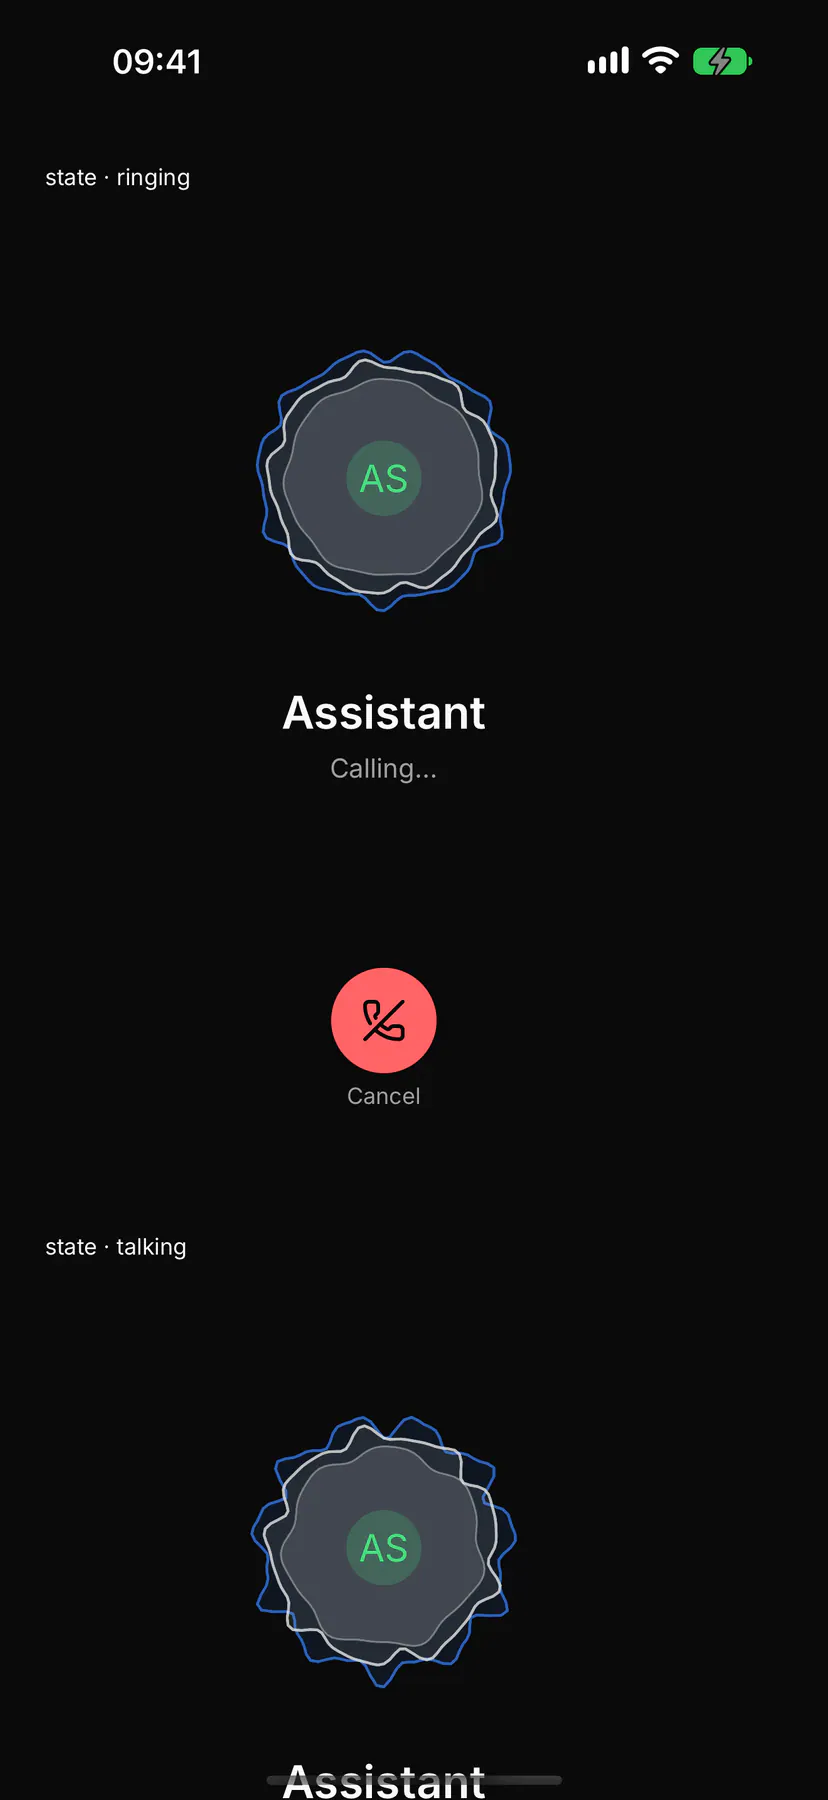 09:41
state · ringing
AS
Assistant
Calling...
Cancel
state · talking
AS
Assistant